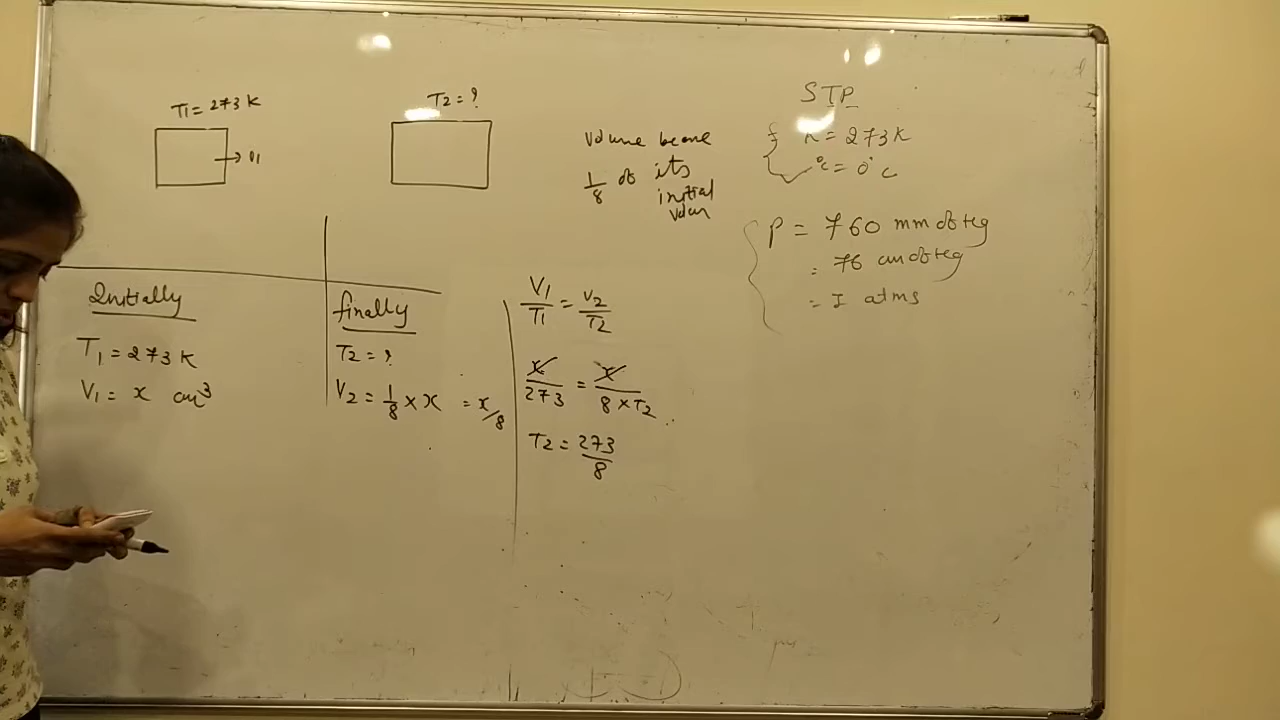 T1 = 273 K
→ V1
T2 = ?
Volume become
1/8 of its
initial
STP
K = 273 K
°C = 0°C
P = 760 mm of Hg
= 76 cm of Hg
= I atms
Initially
T1 = 273 K
V1 = x cm³
finally
T2 = ?
V2 = 1/8 × x = x/8
V1/T1 = V2/T2
x/273 = x/8×T2
T2 = 273/8